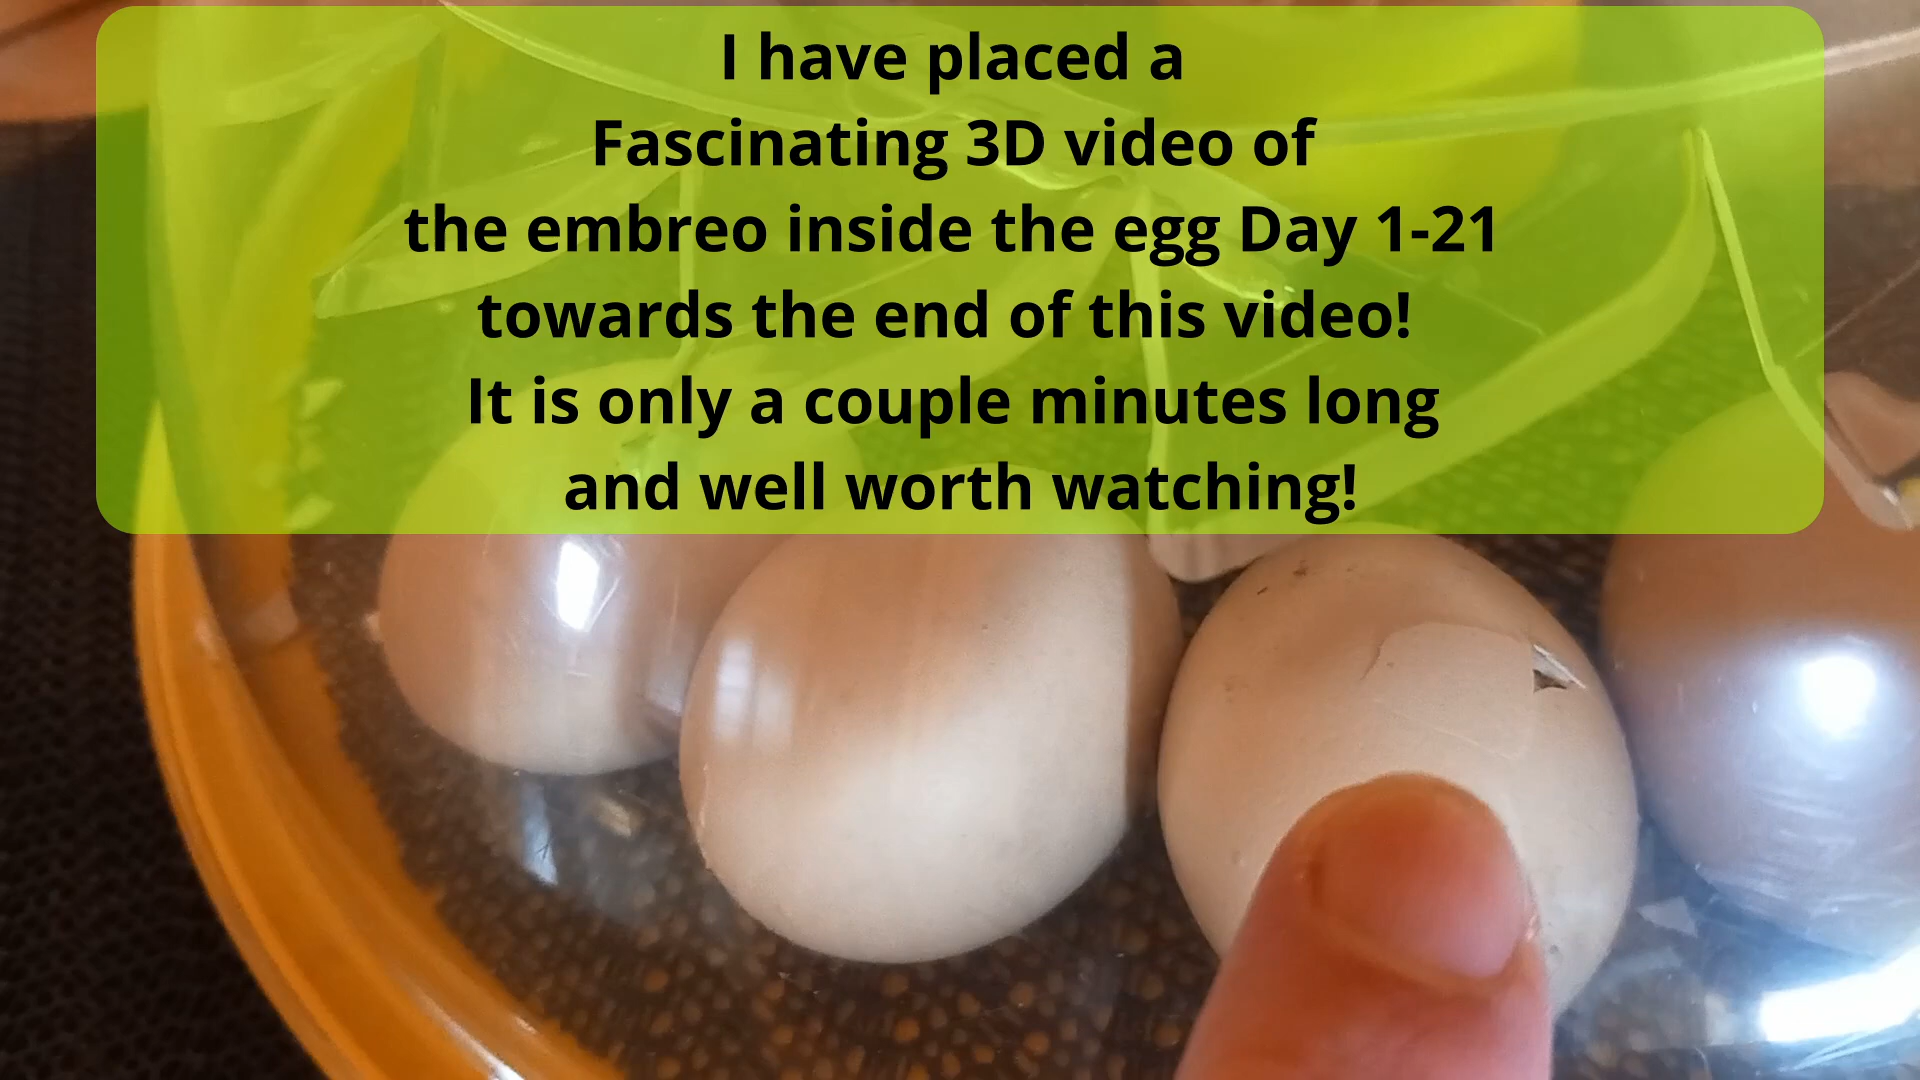 I have placed a
Fascinating 3D video of
the embreo inside the egg Day 1-21
towards the end of this video!
It is only a couple minutes long
and well worth watching!